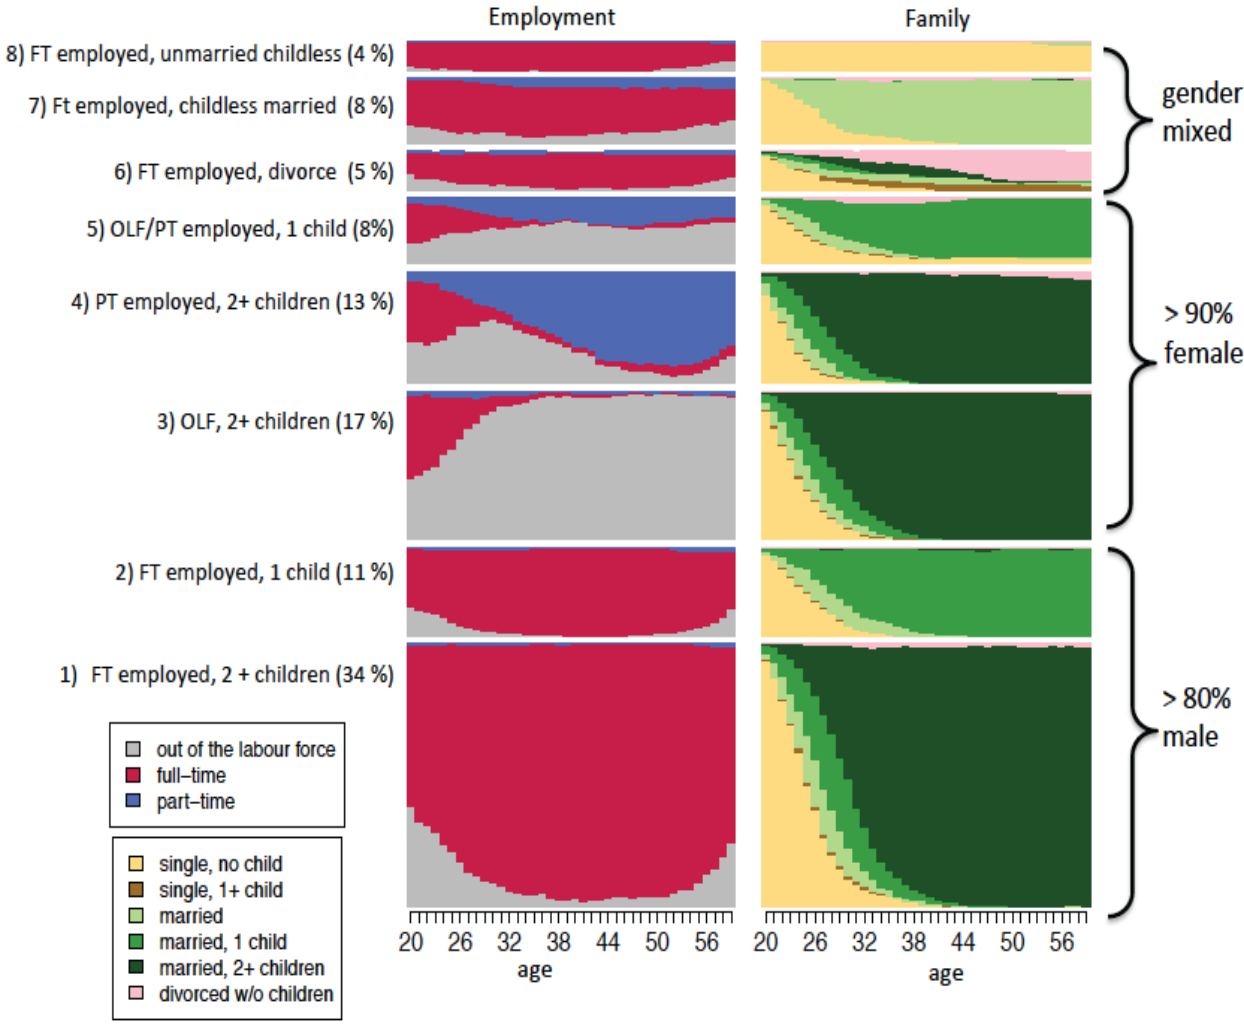 Employment Family
8) FT employed, unmarried childless (4 %)
7) Ft employed, childless married (8 %)
gender
mixed
6) FT employed, divorce (5 %)
5) OLF/PT employed, 1 child (8%)
4) PT employed, 2+ children (13 %)
> 90%
female
3) OLF, 2+ children (17 %)
2) FT employed, 1 child (11 %)
1) FT employed, 2 + children (34 %)
> 80%
male
out of the labour force
full–time
part–time
single, no child
single, 1+ child
married
married, 1 child
married, 2+ children
divorced w/o children
20 26 32 38 44 50 56
age
20 26 32 38 44 50 56
age